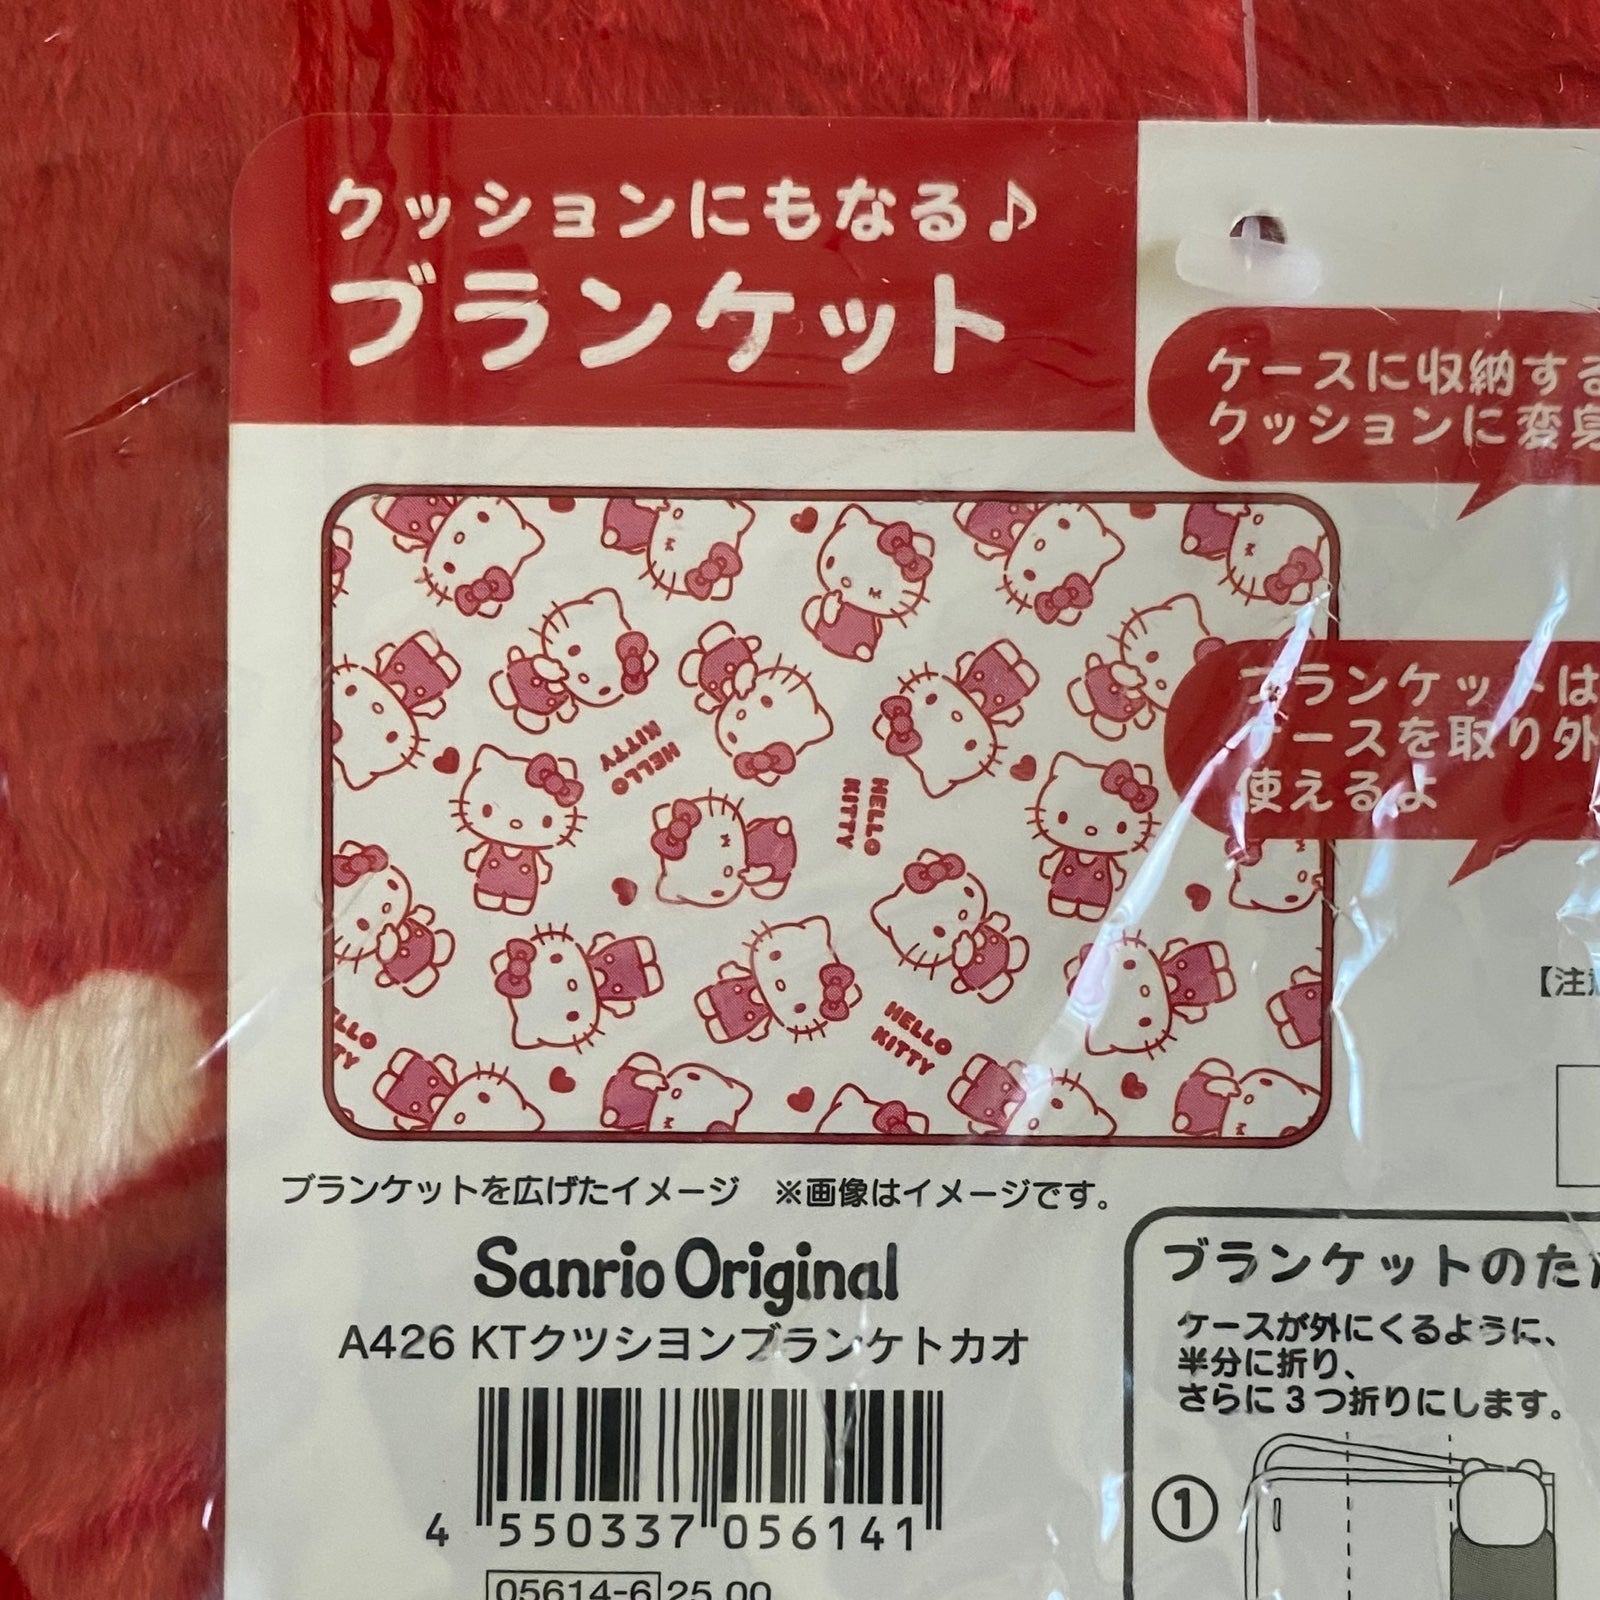 クッションにもなる♪
ブランケット
ケースに収納する
クッションに変身
ブランケットは
ケースを取り外
使えるよ
HELLO
KITTY
HELLO
KITTY
HELLO
KITTY
【注
ブランケットを広げたイメージ ※画像はイメージです。
Sanrio Original
A426 KTクツシヨンブランケトカオ
4 550337 056141
05614-6 25.00
ブランケットのた
ケースが外にくるように、
半分に折り、
さらに3つ折りにします。
1